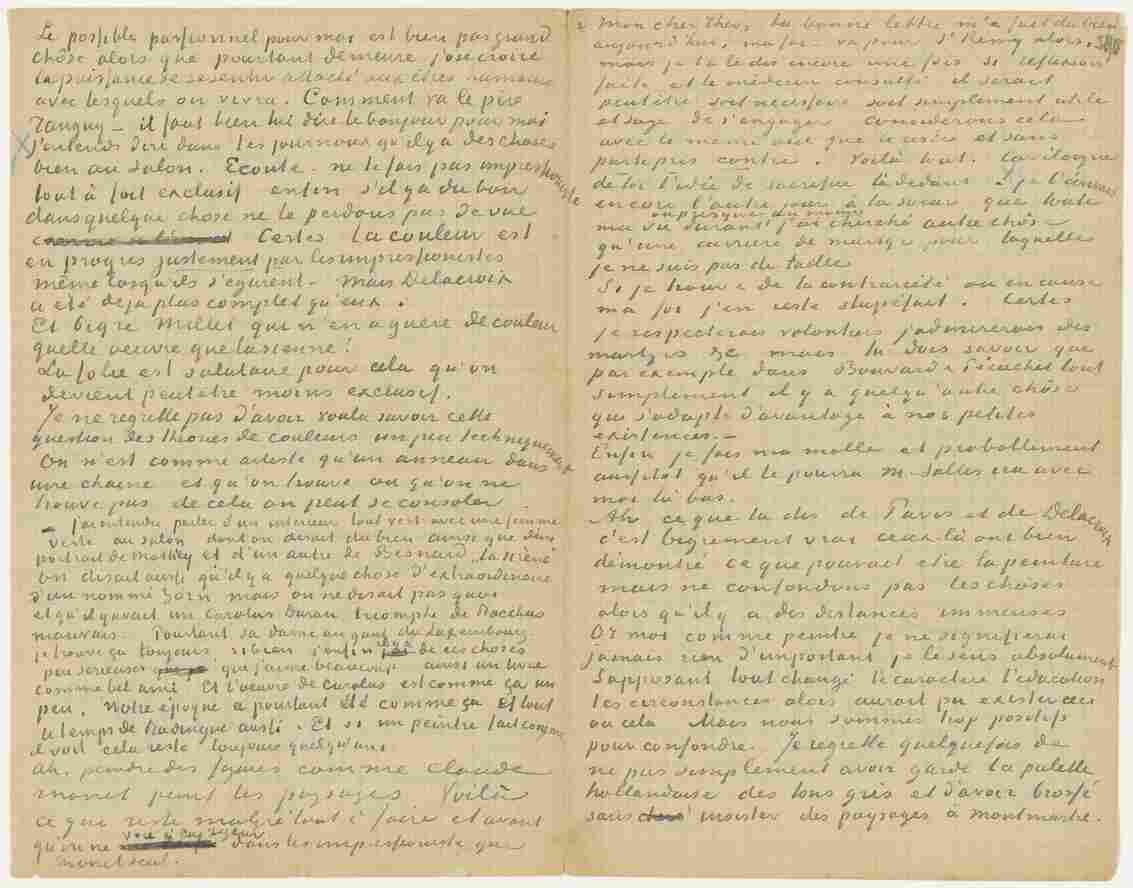 Le possible passionnel pour moi est bien pas grand
chôse alors que pourtant demeure j'ose croire
la puissance de se sentir attaché aux êtres humains
avec lesquels on vivra. Comment va le père
Tanguy – il faut bien lui dire le bonjour pour moi
J'entends dire dans les journaux qu'il y a des choses
bien au Salon. Ecoute – ne te fais pas impressioniste
tout à fait exclusif enfin s'il y a du bon
dans quelque chose ne le perdons pas de vue
Certes la couleur est
en progrès justement par les impressionistes
même lorsqu'ils s'égarent – Mais Delacroix
a été déjà plus complet qu'eux.
Et bigre Millet qui n'en a guère de couleur
quelle oeuvre que la sienne!
La folie est salutaire pour cela qu'on
devient peutetre moins exclusif.
Je ne regrette pas d'avoir voulu savoir cette
question des théories de couleurs un peu techniquement
On n'est comme artiste qu'un anneau dans
une chaine et qu'on trouve ou qu'on ne
trouve pas de cela on peut se consoler
– J'ai entendu parler d'un interieur tout vert avec une femme
verte au salon dont on disait du bien ainsi que d'un
portrait de Mathey et d'un autre de Besnard "la sirène"
On disait aussi qu'il y a quelque chose d'extraordinaire
d'un nommé Zorn mais on ne disait pas quoi
et qu'il y avait un Carolus Duran triomphe de Bacchus
mauvais. Pourtant sa dame au gant du Luxembourg
je trouve ça toujours si bien, enfin il y a de ces choses
peu serieuses que j'aime beaucoup ainsi un livre
comme bel ami. Et l'oeuvre de Carolus est comme ça un
peu. Notre epoque a pourtant été comme ça et tout
le temps de Badingue aussi. Et si un peintre fait comme
il voit cela reste toujours quelqu'un.
Ah, peindre des figures comme Claude
Monet peint les paysages. Voilà
ce qui reste malgré tout à faire et avant
qu'on ne voie à dans les impressioniste que
Monet seul.
Mon cher Theo, ta bonne lettre m'a fait du bien
aujourd'hui, ma foi – va pour St Remy alors,
mais je te le dis encore une fois si reflexion
faite et le médecin consulté il serait
peutêtre soit necessaire soit simplement utile
et sage de s'engager considerons cela
avec le même oeil que le reste et sans
parti pris contre. Voilà tout. Car éloigne
de toi l'idée de sacrifice là dedans. Je l'écrivais
encore l'autre jour à la soeur que toute
ma vie durant ou presque du moins j'ai cherché autre chôse
qu'une carrière de martyr pour laquelle
je ne suis pas de taille
Si je trouve de la contrariété ou en cause
ma foi j'en reste stupéfait. Certes
je respecterais volontiers j'admirerais des
martyrs &c mais tu dois savoir que
par exemple dans Bouvard & Pécuchet tout
simplement il y a quelqu'autre chôse
qui s'adapte d'avantage à nos petites
existences.–
Enfin je fais ma malle et probablement
aussitot qu'il le pourra M. Salles ira avec
moi là bas.
Ah ce que tu dis de Puvis et de Delacroix
c'est bigrement vrai ceux-là ont bien
démontré ce que pouvait etre la peinture
mais ne confondons pas les choses
alors qu'il y a des distances immenses
Or moi comme peintre je ne signifierai
jamais rien d'important je le sens absolument
Supposant tout changé le caractère l'éducation
les circonstances alors aurait pu exister ceci
ou cela. Mais nous sommes trop positifs
pour confondre. Je regrette quelquefois de
ne pas simplement avoir gardé la palette
hollandaise des tons gris et d'avoir brossé
sans insister des paysages à Montmartre.